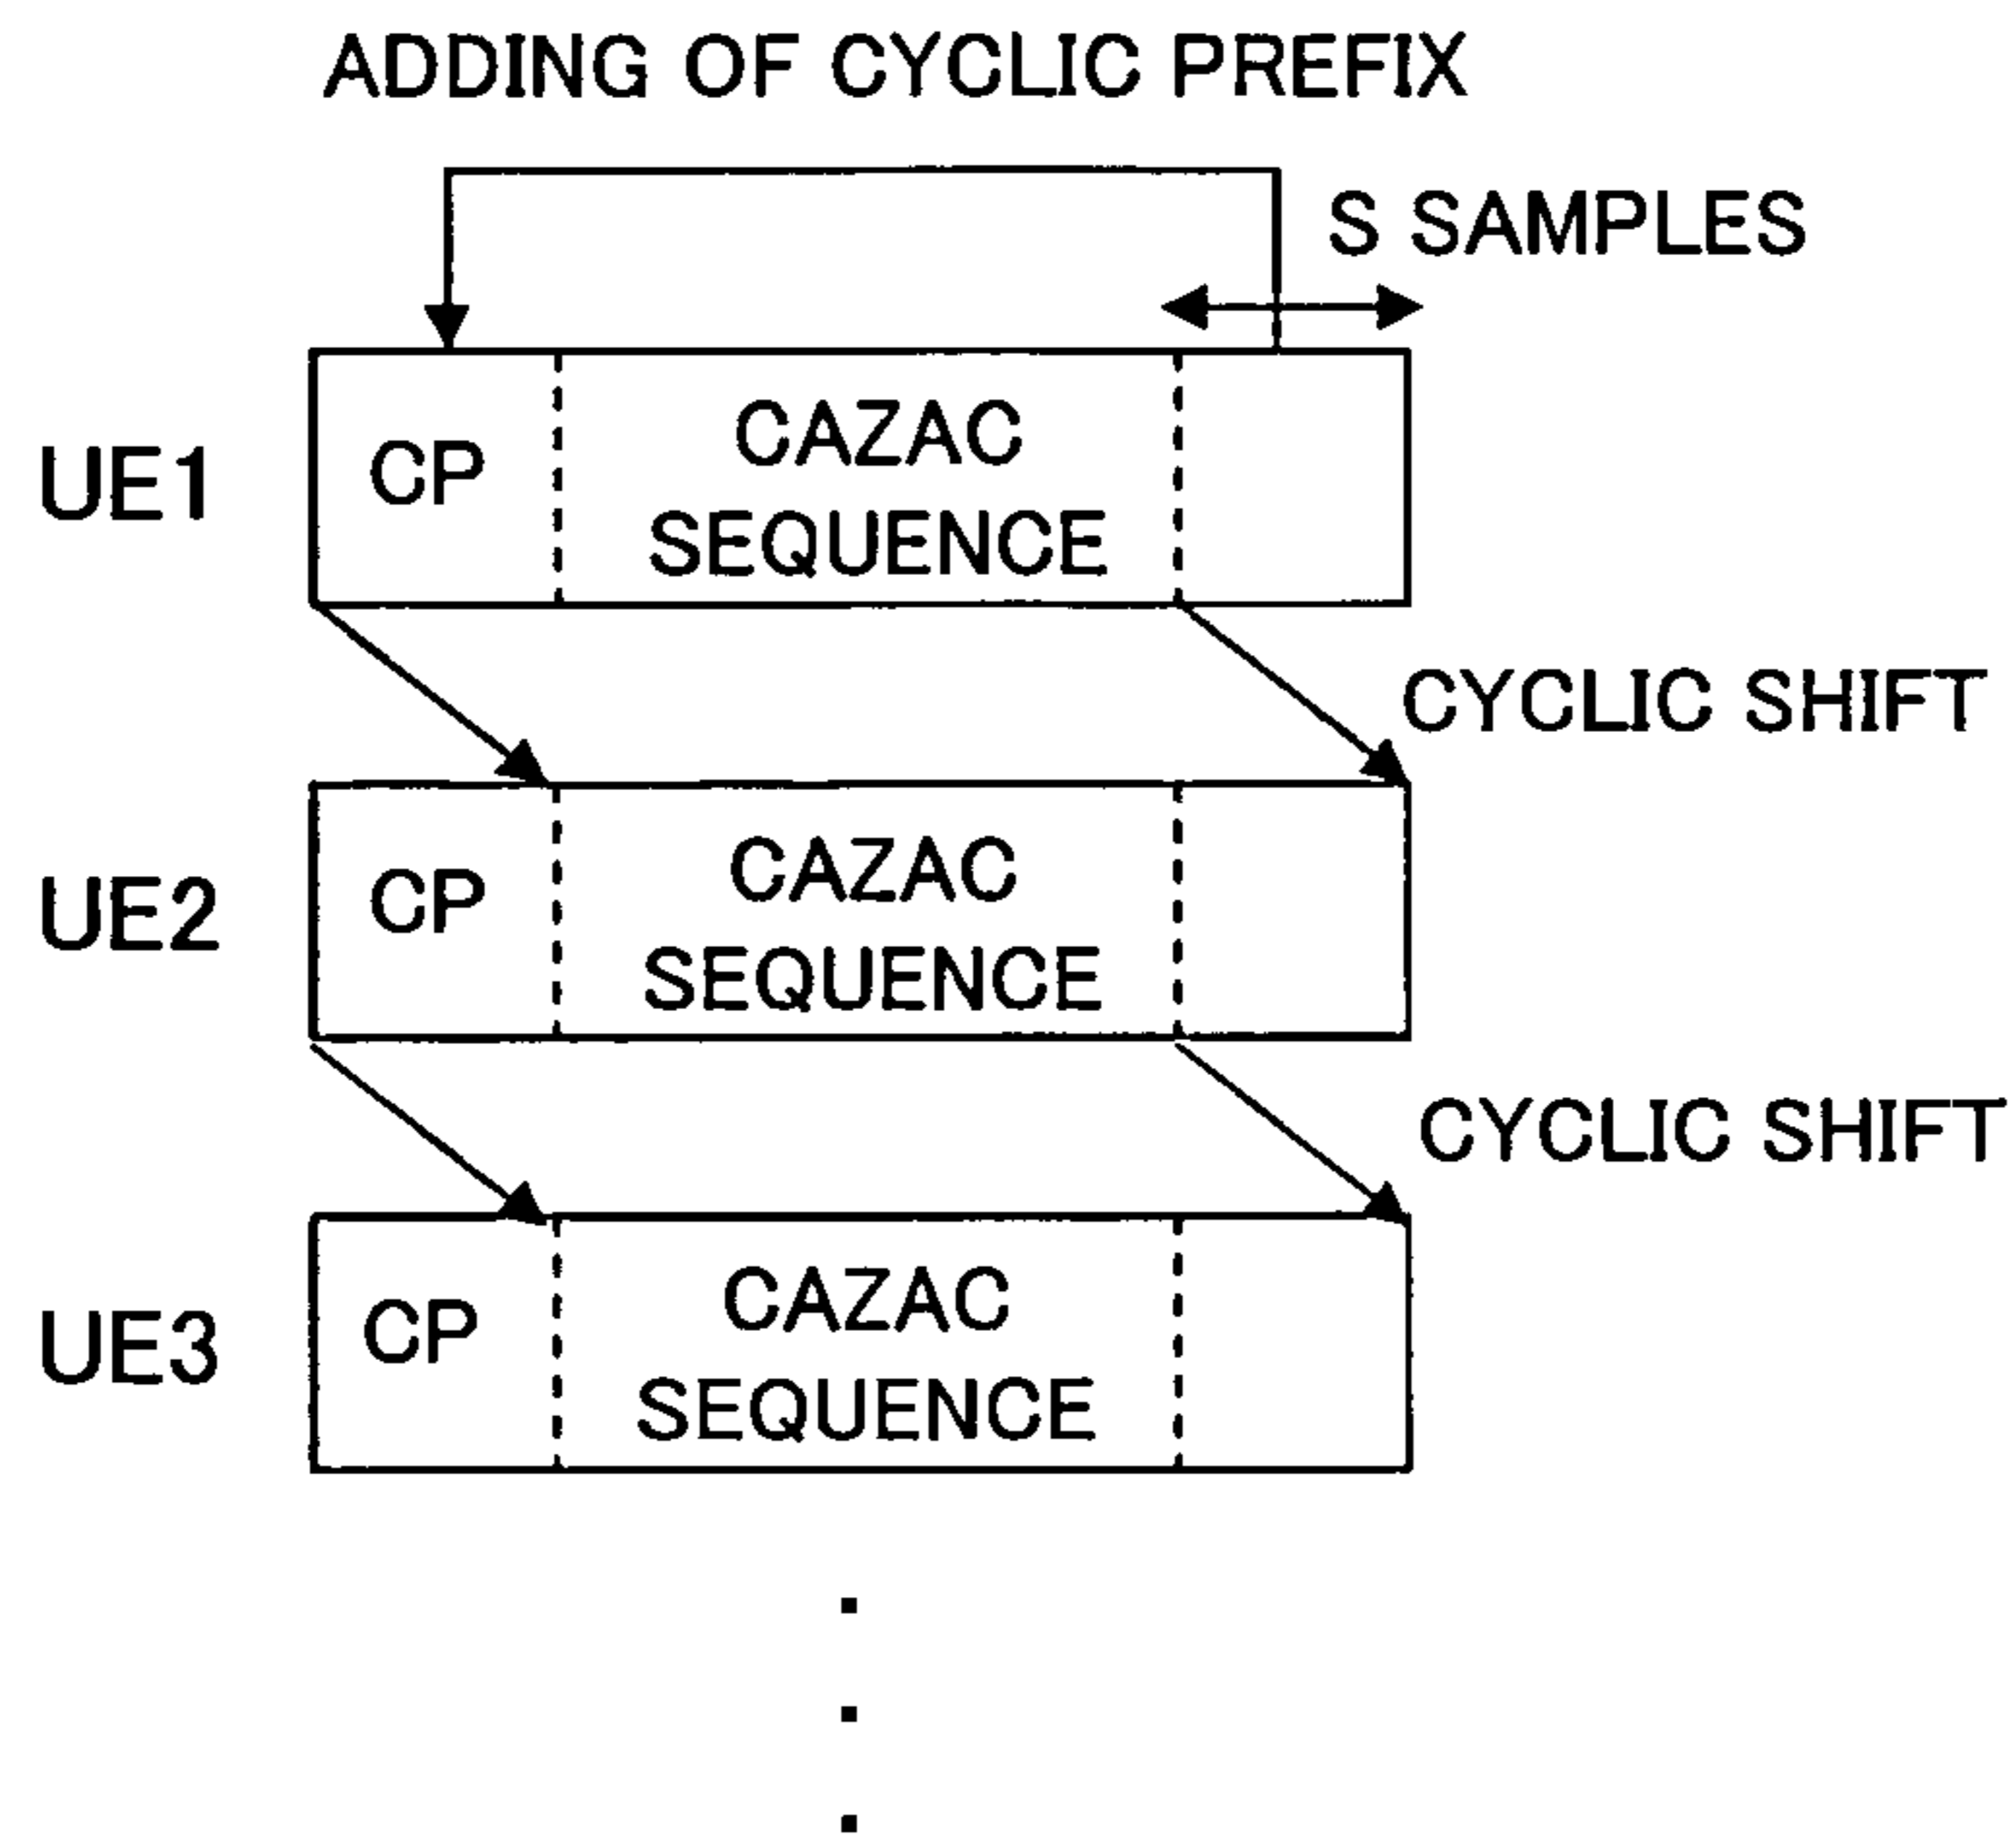 ADDING OF CYCLIC PREFIX
S SAMPLES
UE1
CP
CAZAC
SEQUENCE
CYCLIC SHIFT
UE2
CP
CAZAC
SEQUENCE
CYCLIC SHIFT
UE3
CP
CAZAC
SEQUENCE